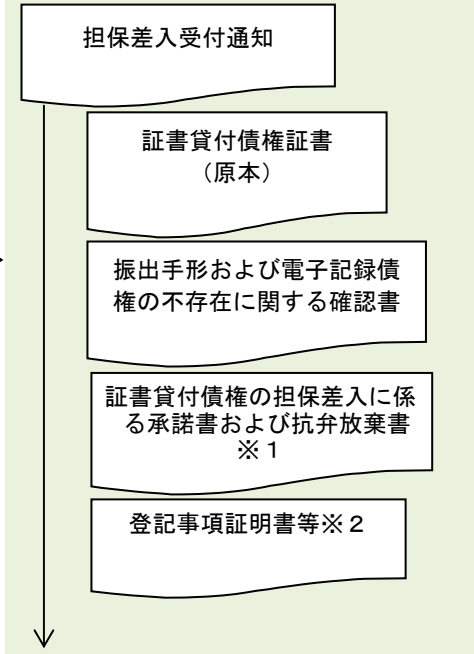 担保差入受付通知
証書貸付債権証書
（原本）
振出手形および電子記録債
権の不存在に関する確認書
証書貸付債権の担保差入に係
る承諾書および抗弁放棄書
※１
登記事項証明書等※２